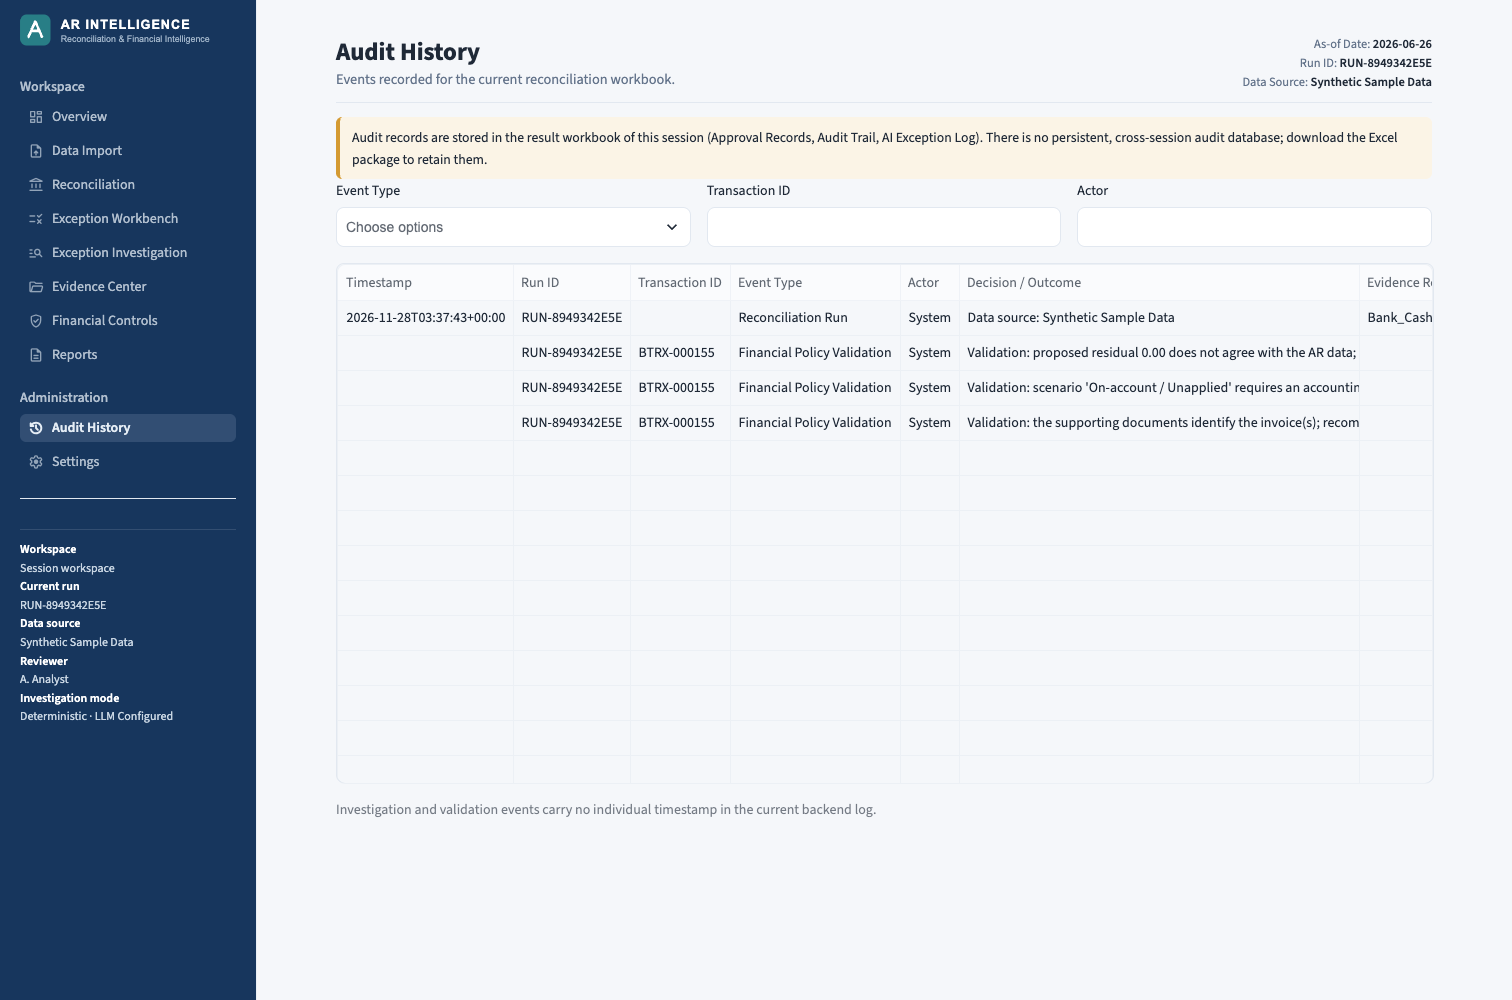 A
AR INTELLIGENCE
Reconciliation & Financial Intelligence
Workspace
Overview
Data Import
Reconciliation
Exception Workbench
Exception Investigation
Evidence Center
Financial Controls
Reports
Administration
Audit History
Settings
Workspace
Session workspace
Current run
RUN-8949342E5E
Data source
Synthetic Sample Data
Reviewer
A. Analyst
Investigation mode
Deterministic · LLM Configured
Audit History
Events recorded for the current reconciliation workbook.
As-of Date: 2026-06-26
Run ID: RUN-8949342E5E
Data Source: Synthetic Sample Data
Audit records are stored in the result workbook of this session (Approval Records, Audit Trail, AI Exception Log). There is no persistent, cross-session audit database; download the Excel
package to retain them.
Event Type Transaction ID Actor
Choose options
Timestamp Run ID Transaction ID Event Type Actor Decision / Outcome Evidence Re
2026-11-28T03:37:43+00:00 RUN-8949342E5E Reconciliation Run System Data source: Synthetic Sample Data Bank_Cash
RUN-8949342E5E BTRX-000155 Financial Policy Validation System Validation: proposed residual 0.00 does not agree with the AR data;
RUN-8949342E5E BTRX-000155 Financial Policy Validation System Validation: scenario 'On-account / Unapplied' requires an accountin
RUN-8949342E5E BTRX-000155 Financial Policy Validation System Validation: the supporting documents identify the invoice(s); recom
Investigation and validation events carry no individual timestamp in the current backend log.